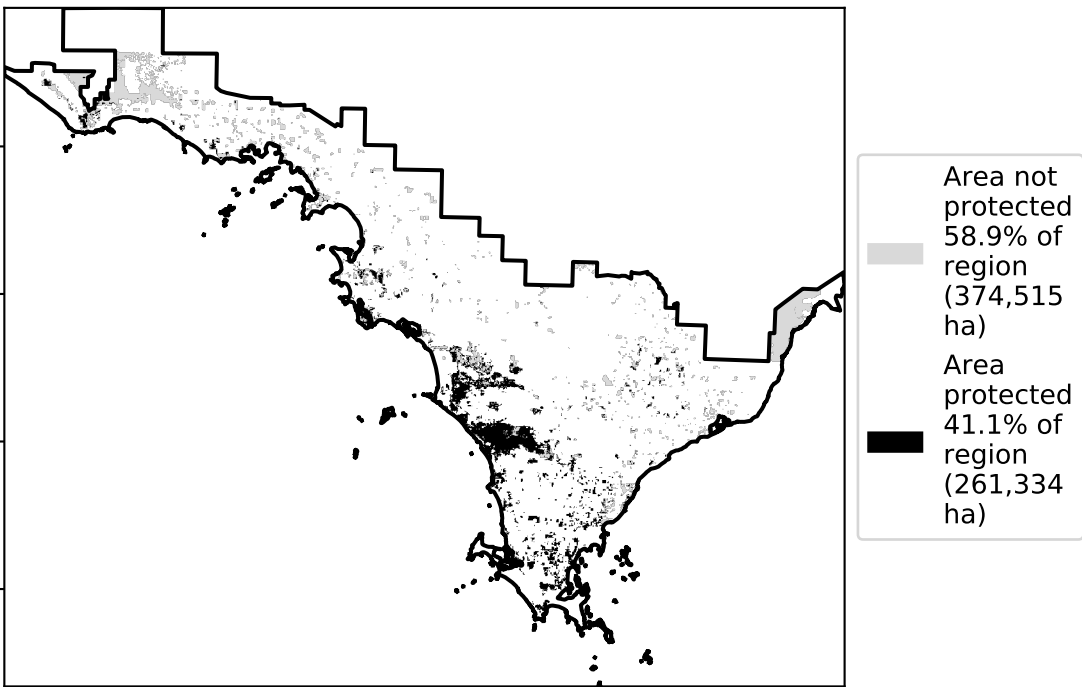 Area not
protected
58.9% of
region
(374,515
ha)
Area
protected
41.1% of
region
(261,334
ha)